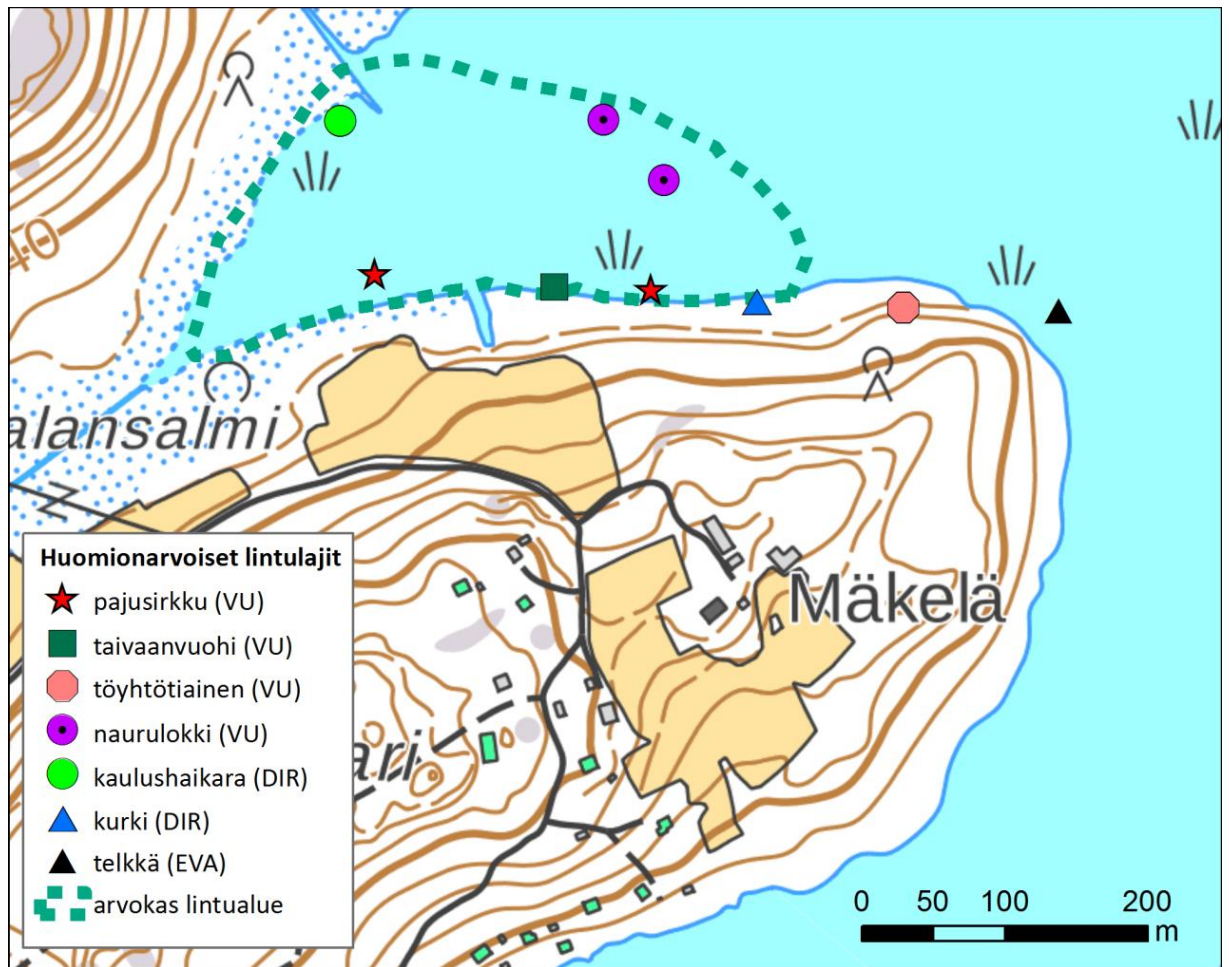 40
alansalmi
Mäkelä
ari
Huomionarvoiset lintulajit
pajusirkku (VU)
taivaanvuohi (VU)
töyhtötiainen (VU)
naurulokki (VU)
kaulushaikara (DIR)
kurki (DIR)
telkkä (EVA)
arvokas lintualue
0 50 100 200
m